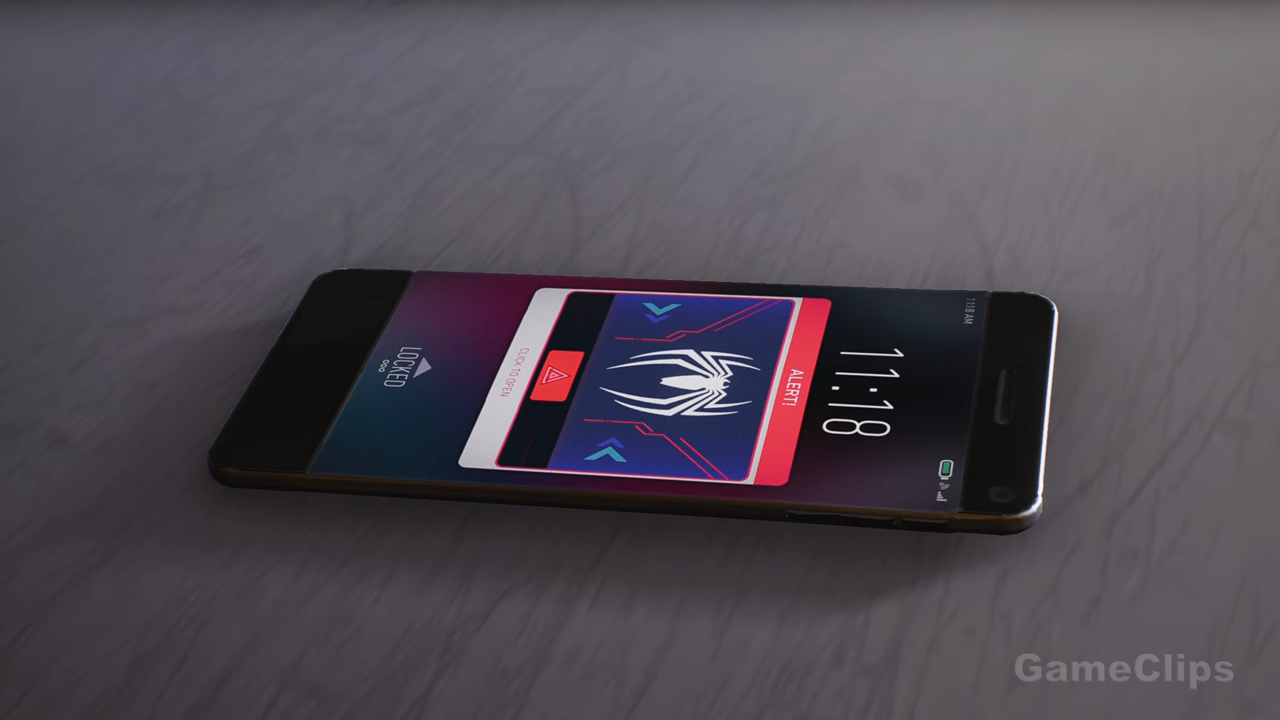 11:18 AM
11:18
ALERT!
CLICK TO OPEN
LOCKED
GameClips